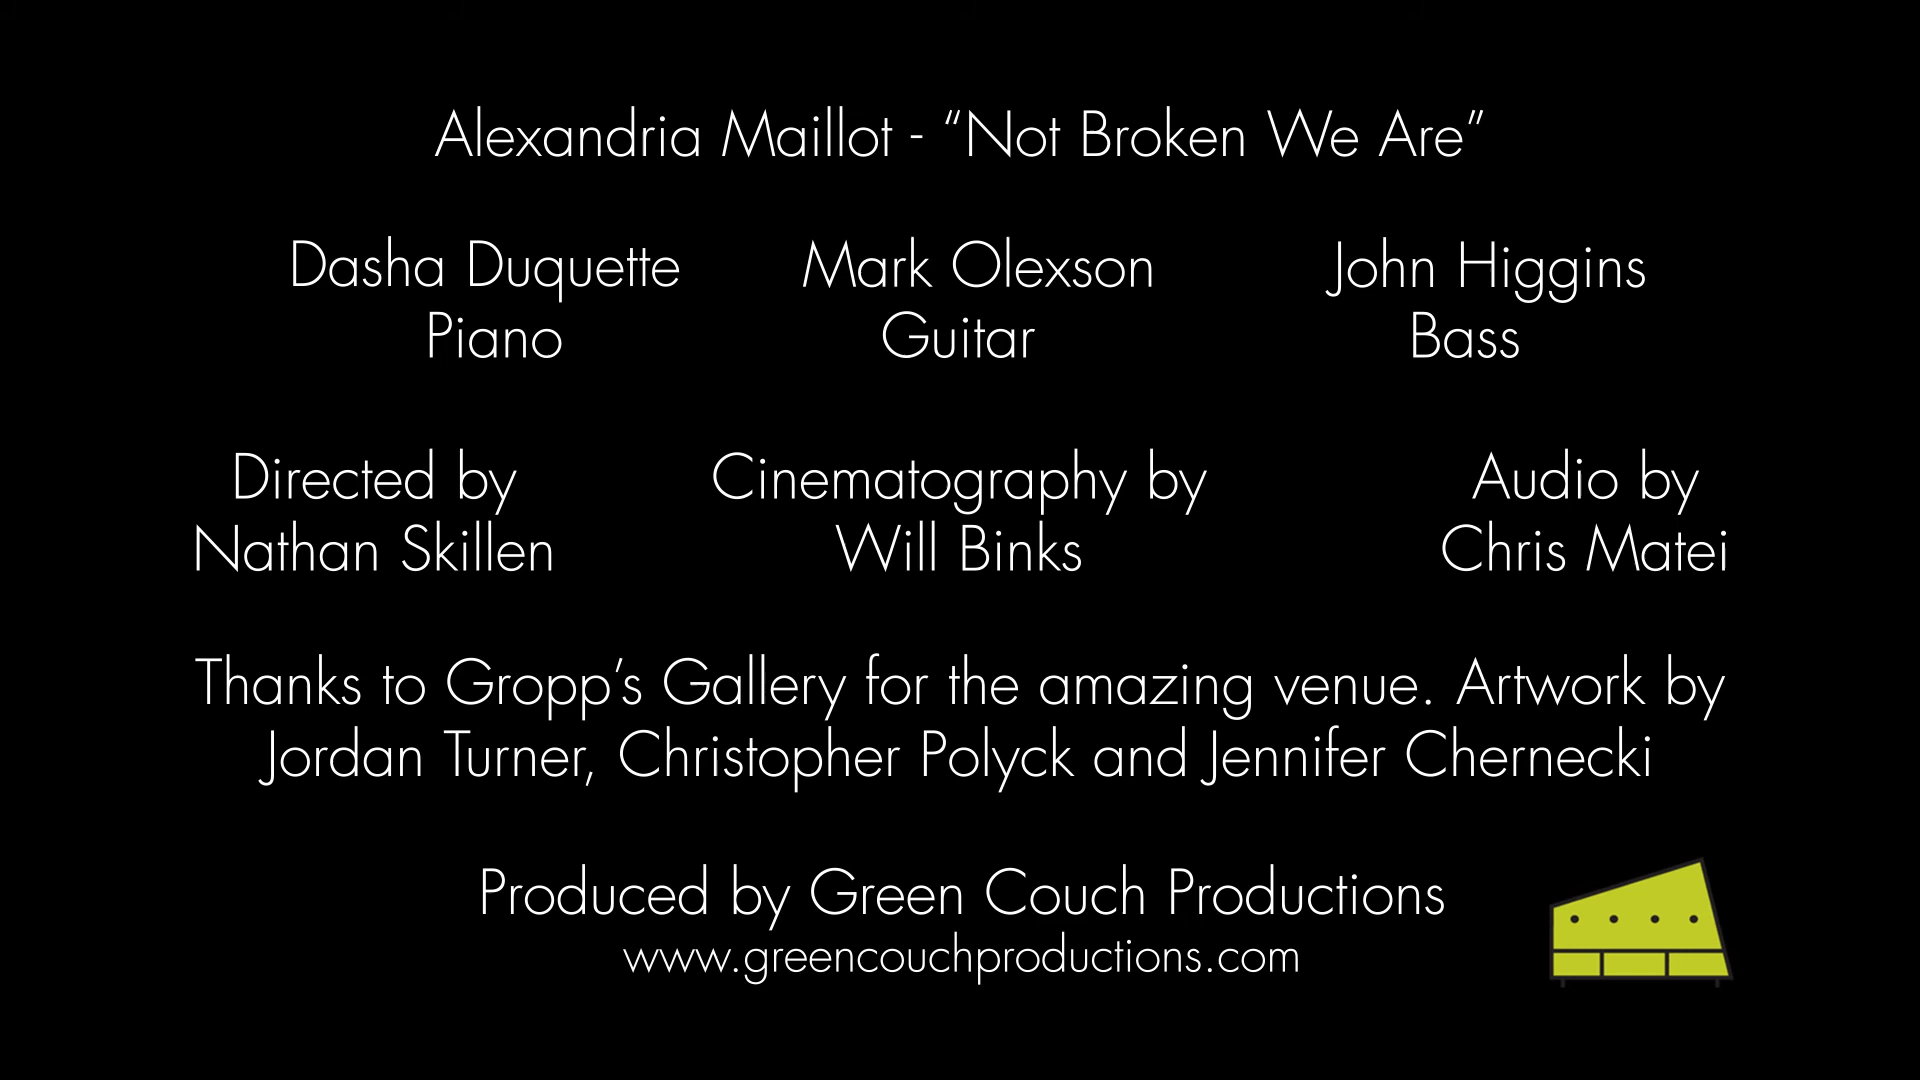 Alexandria Maillot - “Not Broken We Are”
Dasha Duquette
Piano
Mark Olexson
Guitar
John Higgins
Bass
Directed by
Nathan Skillen
Cinematography by
Will Binks
Audio by
Chris Matei
Thanks to Gropp’s Gallery for the amazing venue. Artwork by
Jordan Turner, Christopher Polyck and Jennifer Chernecki
Produced by Green Couch Productions
www.greencouchproductions.com